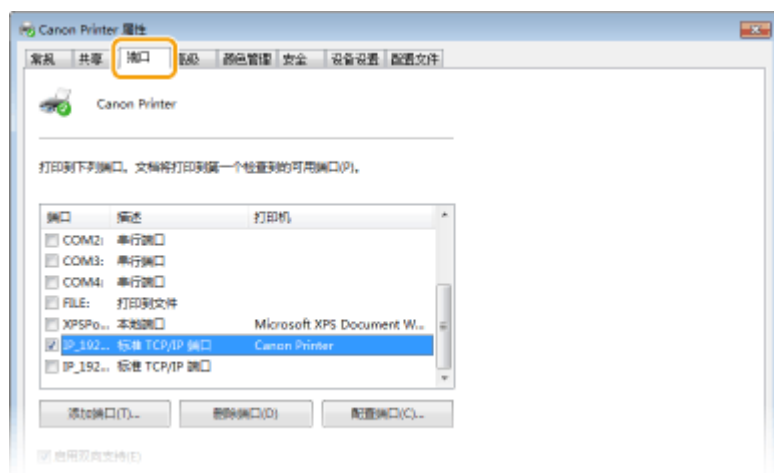 Canon Printer 属性
常规 共享 端口 高级 颜色管理 安全 设备设置 配置文件
Canon Printer
打印到下列端口。文档将打印到第一个检查到的可用端口(P)。
端口 描述 打印机
COM2: 串行端口
COM3: 串行端口
COM4: 串行端口
FILE: 打印到文件
XPSPo... 本地端口 Microsoft XPS Document W...
IP_192... 标准 TCP/IP 端口 Canon Printer
IP_192... 标准 TCP/IP 端口
添加端口(T)... 删除端口(D) 配置端口(C)...
启用双向支持(E)